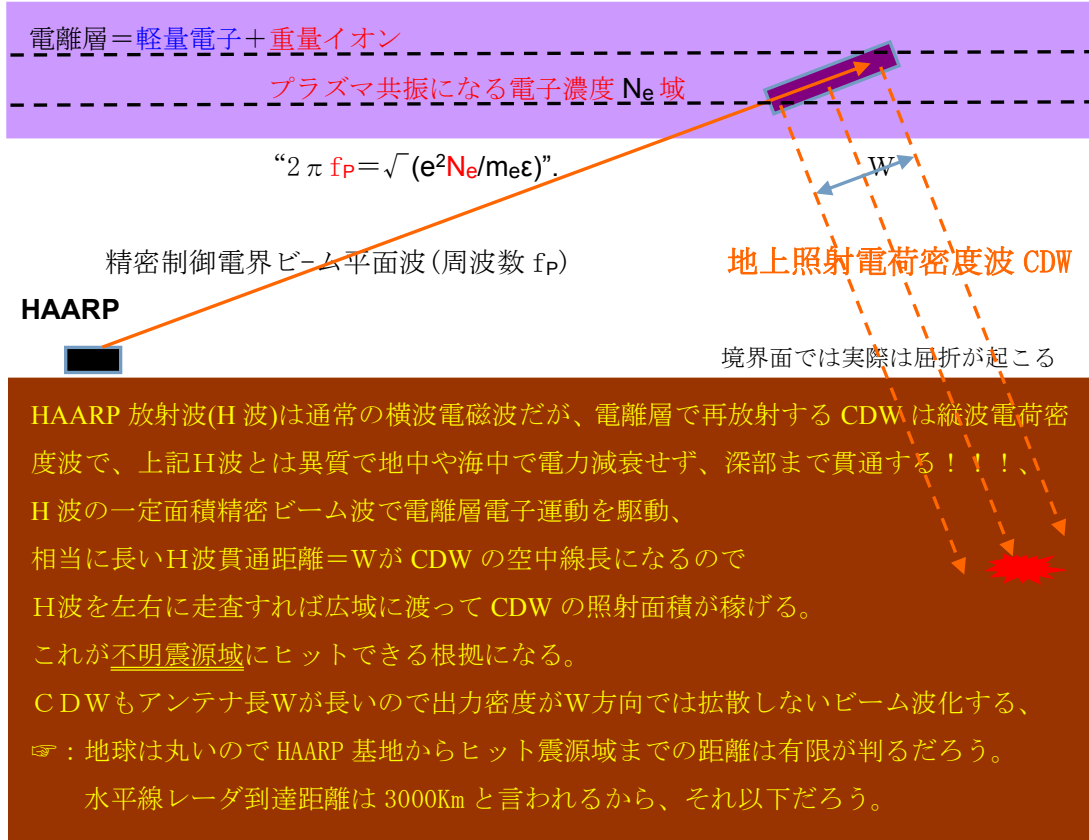 電離層＝軽量電子＋重量イオン
プラズマ共振になる電子濃度 Ne 域
“2πfP＝√(e²Ne/meε)”.
W
精密制御電界ビ-ム平面波(周波数 fP)
地上照射電荷密度波 CDW
HAARP
境界面では実際は屈折が起こる
HAARP 放射波(H 波)は通常の横波電磁波だが、電離層で再放射する CDW は縦波電荷密
度波で、上記Ｈ波とは異質で地中や海中で電力減衰せず、深部まで貫通する！！！、
H 波の一定面積精密ビーム波で電離層電子運動を駆動、
相当に長いＨ波貫通距離＝Ｗが CDW の空中線長になるので
Ｈ波を左右に走査すれば広域に渡って CDW の照射面積が稼げる。
これが不明震源域にヒットできる根拠になる。
ＣＤＷもアンテナ長Ｗが長いので出力密度がＷ方向では拡散しないビーム波化する、
☞：地球は丸いので HAARP 基地からヒット震源域までの距離は有限が判るだろう。
水平線レーダ到達距離は 3000Km と言われるから、それ以下だろう。